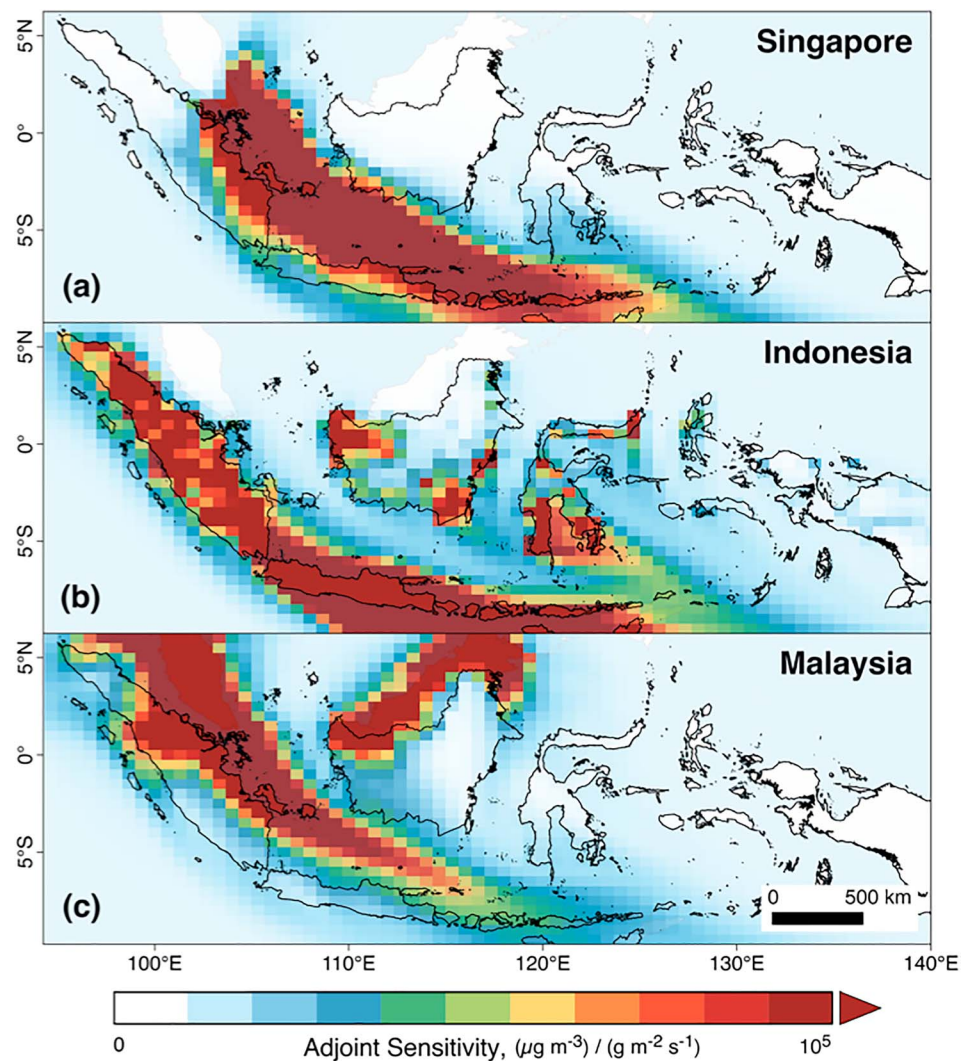 5°N
Singapore
0°
5°S
(a)
5°N
Indonesia
0°
5°S
(b)
5°N
Malaysia
0°
5°S
0 500 km
(c)
100°E 110°E 120°E 130°E 140°E
0 Adjoint Sensitivity, (μg m⁻³) / (g m⁻² s⁻¹) 10⁵